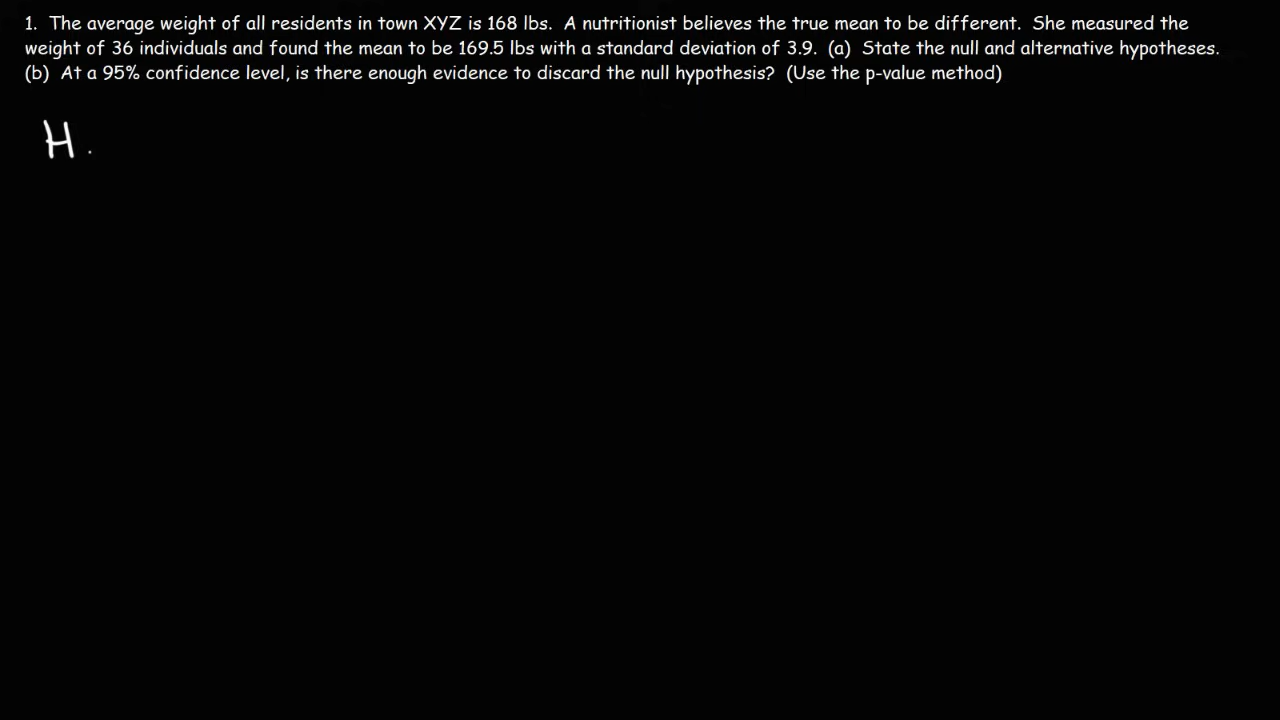 1. The average weight of all residents in town XYZ is 168 lbs. A nutritionist believes the true mean to be different. She measured the
weight of 36 individuals and found the mean to be 169.5 lbs with a standard deviation of 3.9. (a) State the null and alternative hypotheses.
(b) At a 95% confidence level, is there enough evidence to discard the null hypothesis? (Use the p-value method)
H .